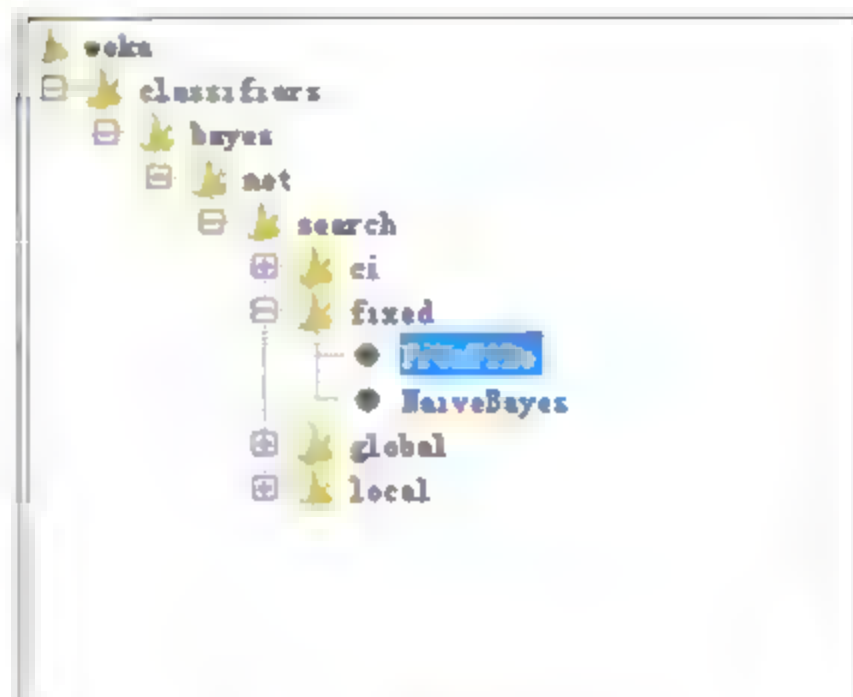 weka
classifiers
bayes
net
search
ci
fixed
NaiveBayes
global
local